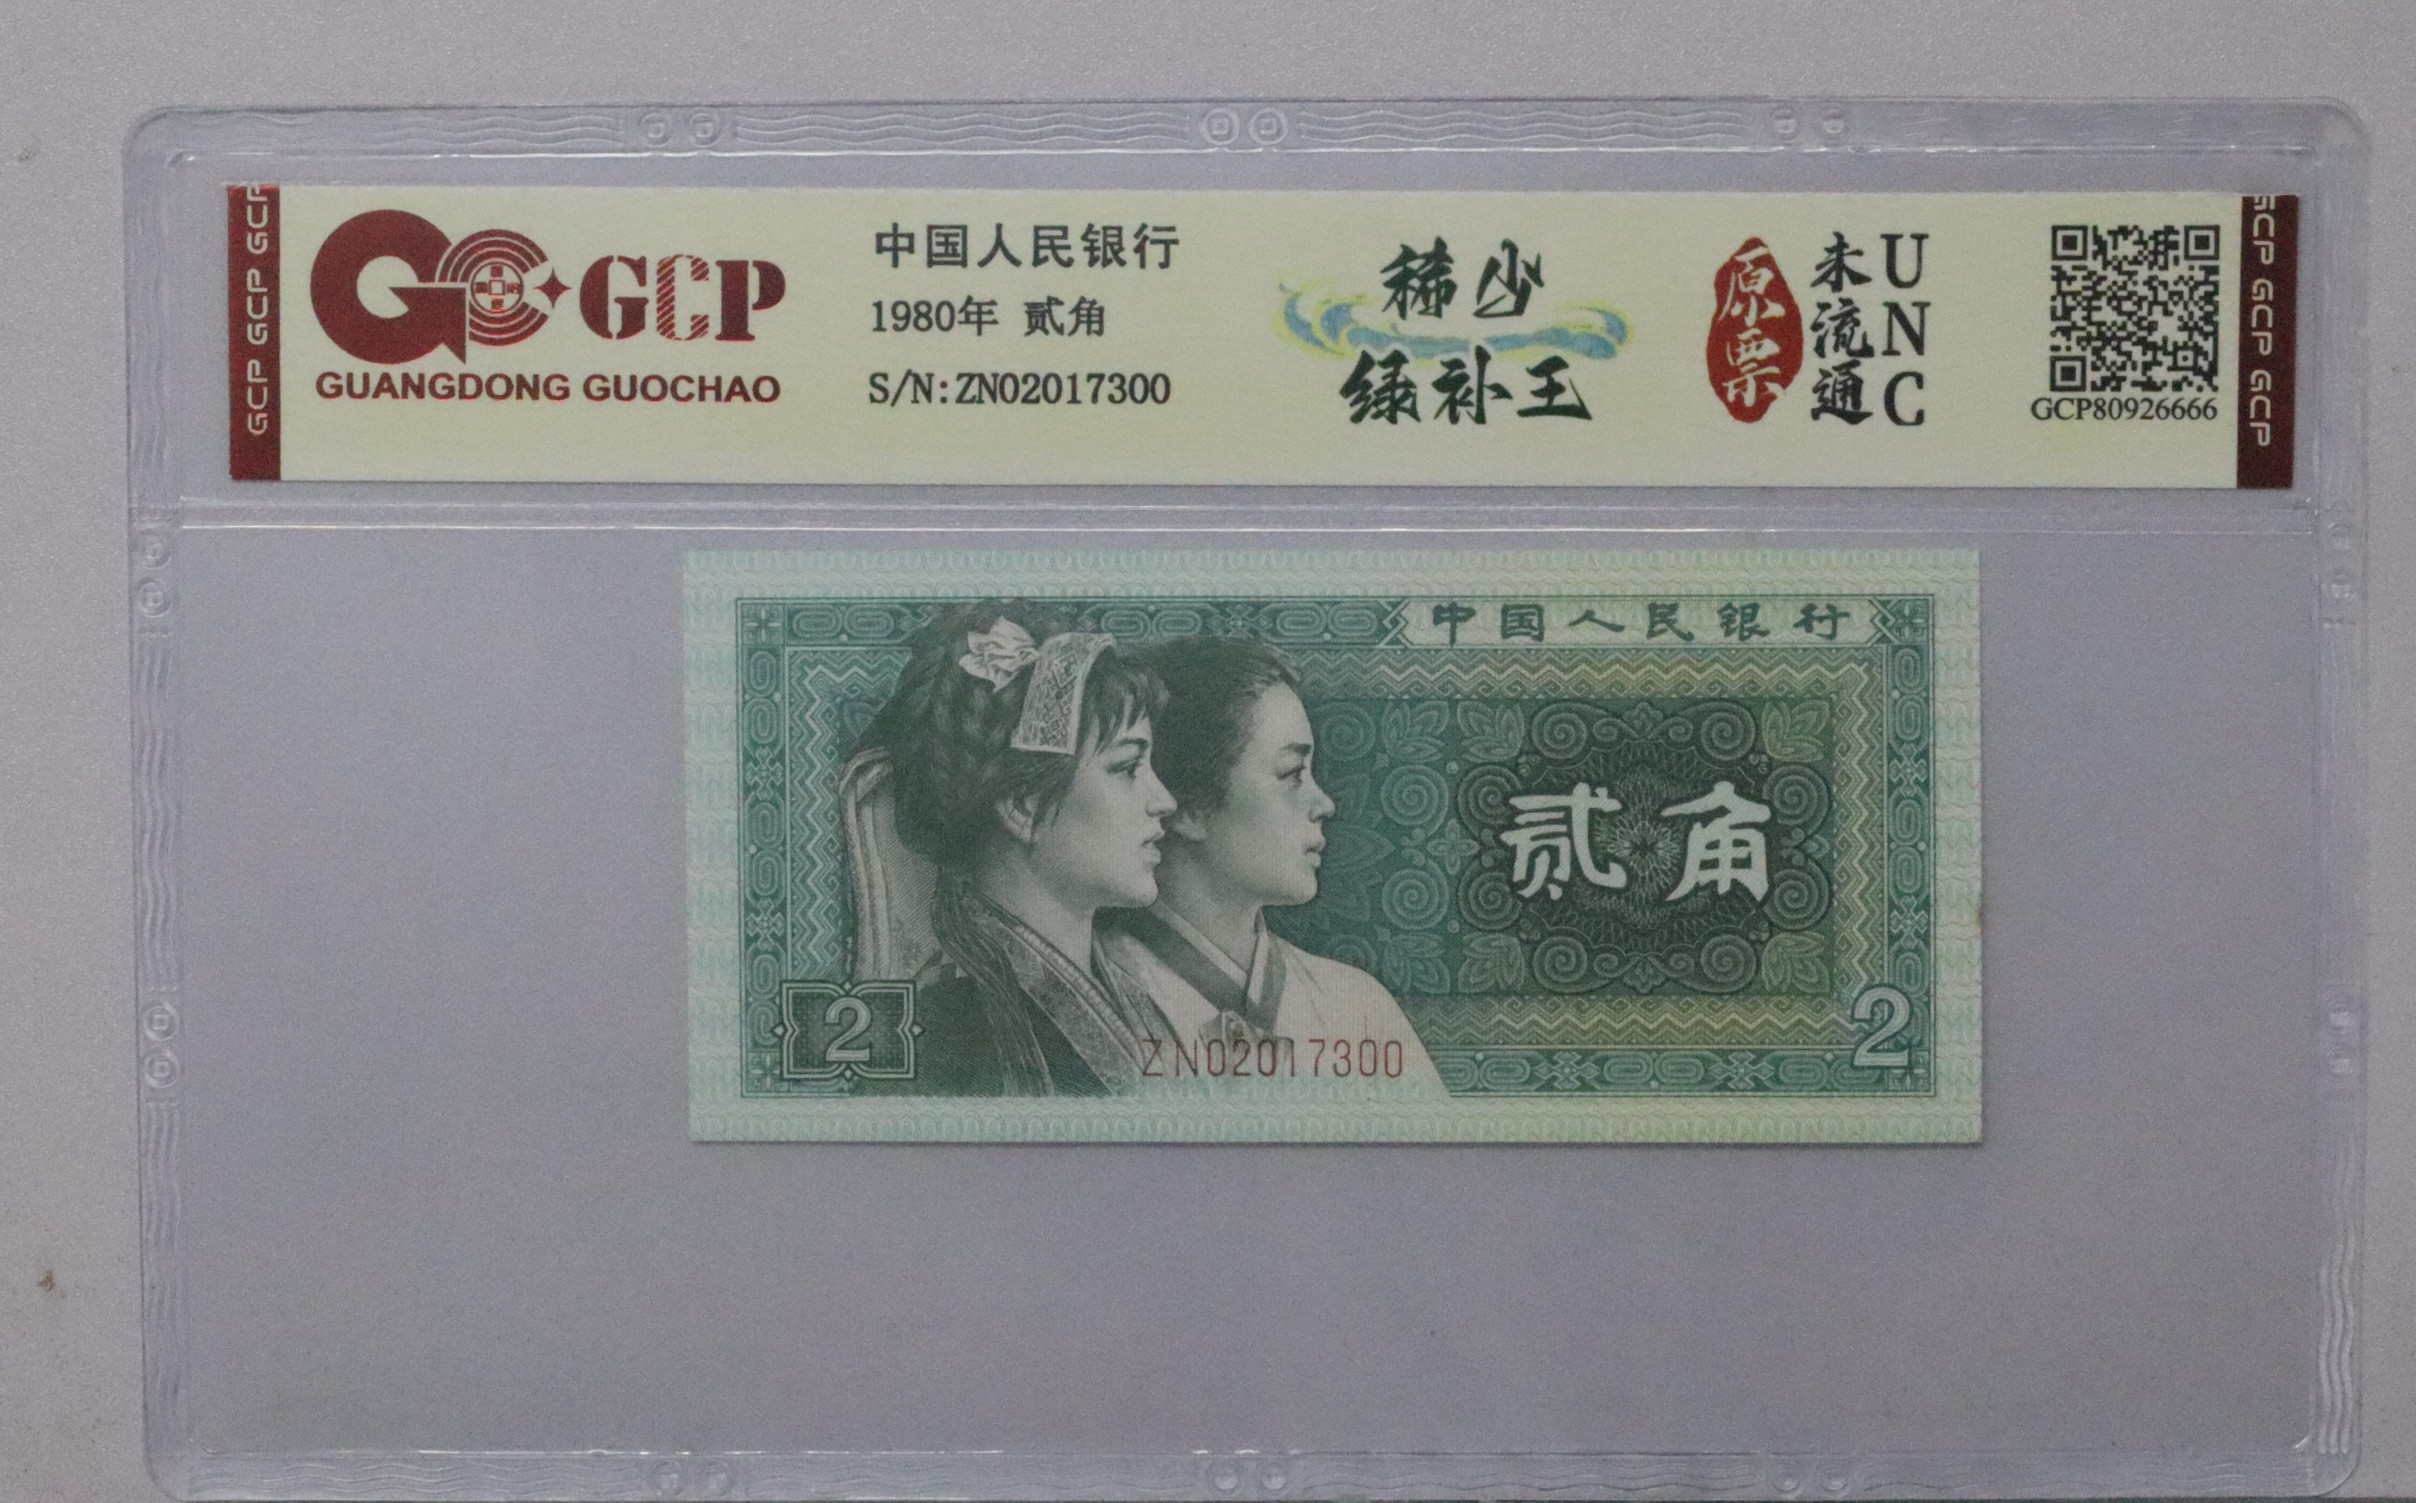 GCP GCP GCP
GCP
GUANGDONG GUOCHAO
中国人民银行
1980年 贰角
S/N:ZN02017300
稀少
绿补王
原票
未流通
UNC
GCP80926666
GCP GCP GCP
中国人民银行
贰角
2
2
ZN02017300